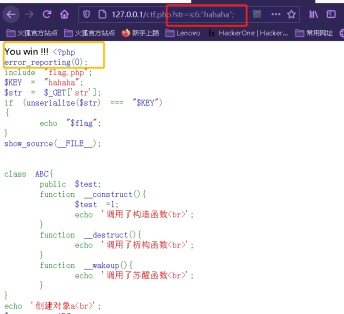 127.0.0.1/ctf.php?str=s:6:"hahaha";
火狐官方站点 火狐官方站点 新手上路 Lenovo HackerOne | Hacker... 常用网址
You win !!! <?php
error_reporting(0);
include "flag.php";
$KEY = "hahaha";
$str = $_GET['str'];
if (unserialize($str) === "$KEY")
{
echo "$flag";
}
show_source(__FILE__);
class ABC{
public $test;
function __construct(){
$test =1;
echo '调用了构造函数<br>';
}
function __destruct(){
echo '调用了析构函数<br>';
}
function __wakeup(){
echo '调用了苏醒函数<br>';
}
}
echo '创建对象a<br>';